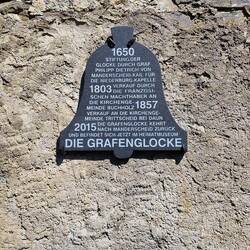 1650
STIFTUNG DER
GLOCKE DURCH GRAF
PHILIPP DIETRICH VON
MANDERSCHEID-KAIL FÜR
DIE NIEDERBURG-KAPELLE
1803 VERKAUF DURCH
DIE FRANZÖSI-
SCHEN MACHTHABER AN
DIE KIRCHENGE-
MEINDE BUCHHOLZ 1857
VERKAUF AN DIE KIRCHENGE-
MEINDE TRITTSCHEID BEI DAUN
2015 DIE GRAFENGLOCKE KEHRT
NACH MANDERSCHEID ZURÜCK
UND BEFINDET SICH JETZT IM HEIMATMUSEUM
DIE GRAFENGLOCKE